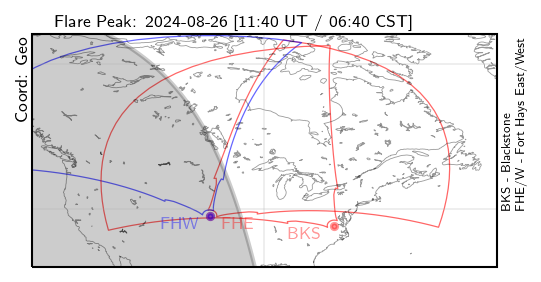 Flare Peak: 2024-08-26 [11:40 UT / 06:40 CST]
Coord: Geo
FHW
FHE
BKS
BKS - Blackstone
FHE/W - Fort Hays East/West